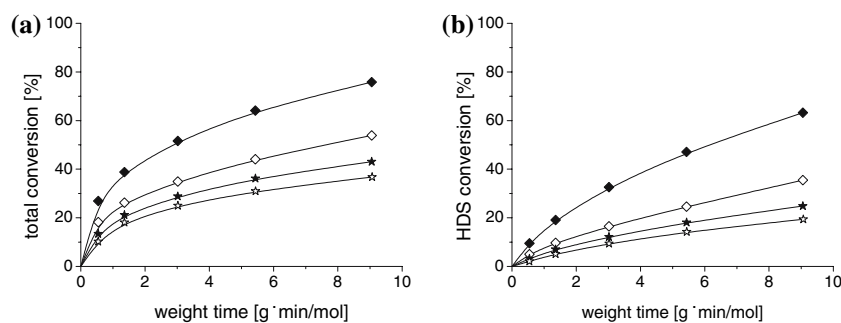 (a)
total conversion [%]
100
80
60
40
20
0
0 2 4 6 8 10
weight time [g·min/mol]
(b)
HDS conversion [%]
100
80
60
40
20
0
0 2 4 6 8 10
weight time [g·min/mol]